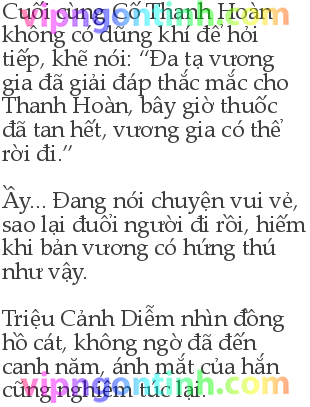 Cuối cùng Cố Thanh Hoàn
không có dũng khí để hỏi
tiếp, khẽ nói: “Đa tạ vương
gia đã giải đáp thắc mắc cho
Thanh Hoàn, bây giờ thuốc
đã tan hết, vương gia có thể
rời đi.”
Ầy... Đang nói chuyện vui vẻ,
sao lại đuổi người đi rồi, hiếm
khi bản vương có hứng thú
như vậy.
Triệu Cảnh Diễm nhìn đồng
hồ cát, không ngờ đã đến
canh năm, ánh mắt của hắn
cũng nghiêm túc lại.
vipngontinh.com
vipngontinh.com